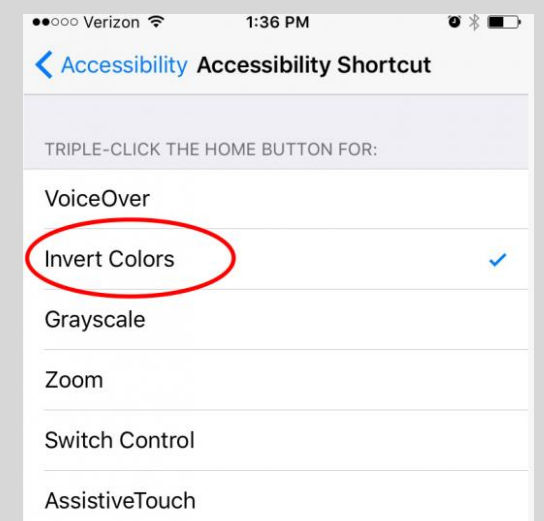 Verizon 1:36 PM
Accessibility Accessibility Shortcut
TRIPLE-CLICK THE HOME BUTTON FOR:
VoiceOver
Invert Colors
Grayscale
Zoom
Switch Control
AssistiveTouch